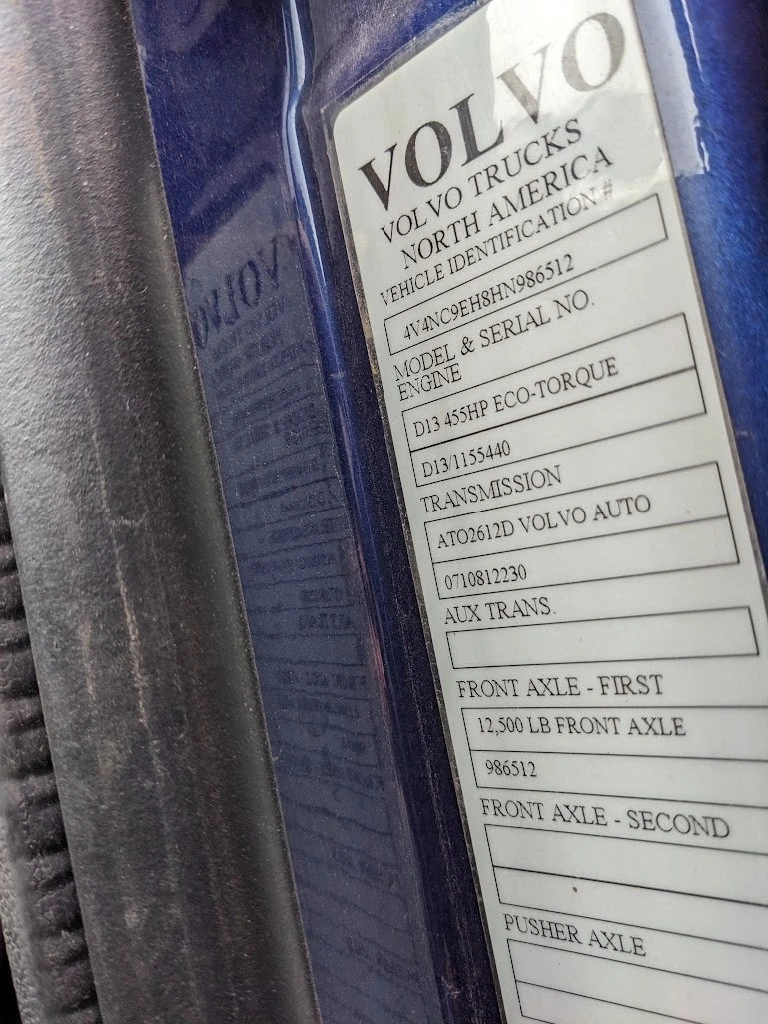 VOLVO
VOLVO TRUCKS
NORTH AMERICA
VEHICLE IDENTIFICATION #
4V4NC9EH8HN986512
MODEL & SERIAL NO.
ENGINE
D13 455HP ECO-TORQUE
D13/1155440
TRANSMISSION
ATO2612D VOLVO AUTO
0710812230
AUX TRANS.
FRONT AXLE - FIRST
12,500 LB FRONT AXLE
986512
FRONT AXLE - SECOND
PUSHER AXLE